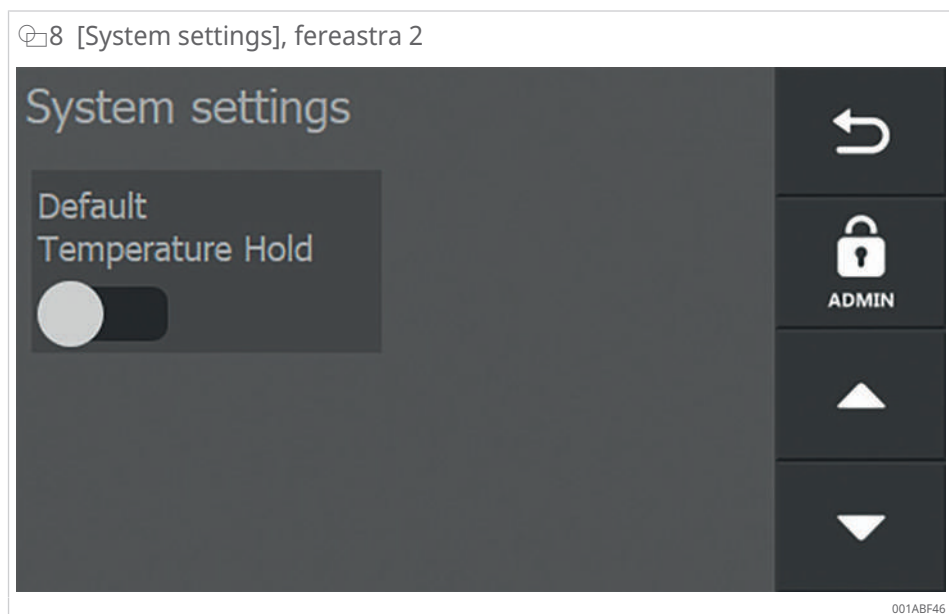 8 [System settings], fereastra 2
System settings
Default
Temperature Hold
ADMIN
001ABF46